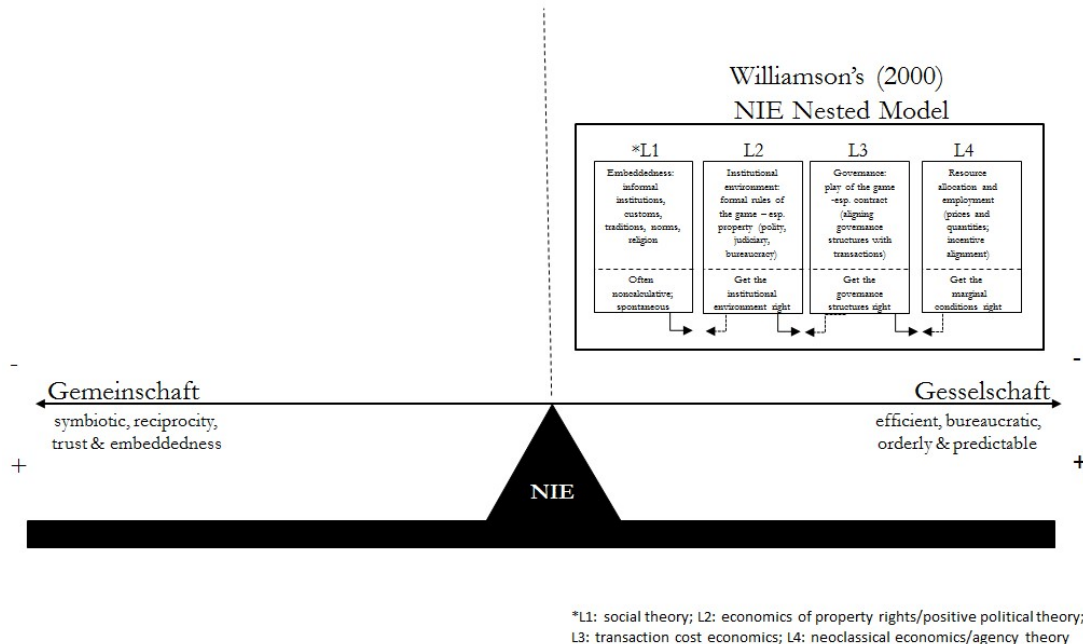 Williamson's (2000)
NIE Nested Model
*L1
Embeddedness:
informal
institutions,
customs,
traditions, norms,
religion
Often
noncalculative;
spontaneous
L2
Institutional
environment:
formal rules of
the game – esp.
property (polity,
judiciary,
bureaucracy)
Get the
institutional
environment right
L3
Governance:
play of the game
-esp. contract
(aligning
governance
structures with
transactions)
Get the
governance
structures right
L4
Resource
allocation and
employment
(prices and
quantities;
incentive
alignment)
Get the
marginal
conditions right
-
-
Gemeinschaft
symbiotic, reciprocity,
trust & embeddedness
Gesselschaft
efficient, bureaucratic,
orderly & predictable
+
+
NIE
*L1: social theory; L2: economics of property rights/positive political theory;
L3: transaction cost economics; L4: neoclassical economics/agency theory